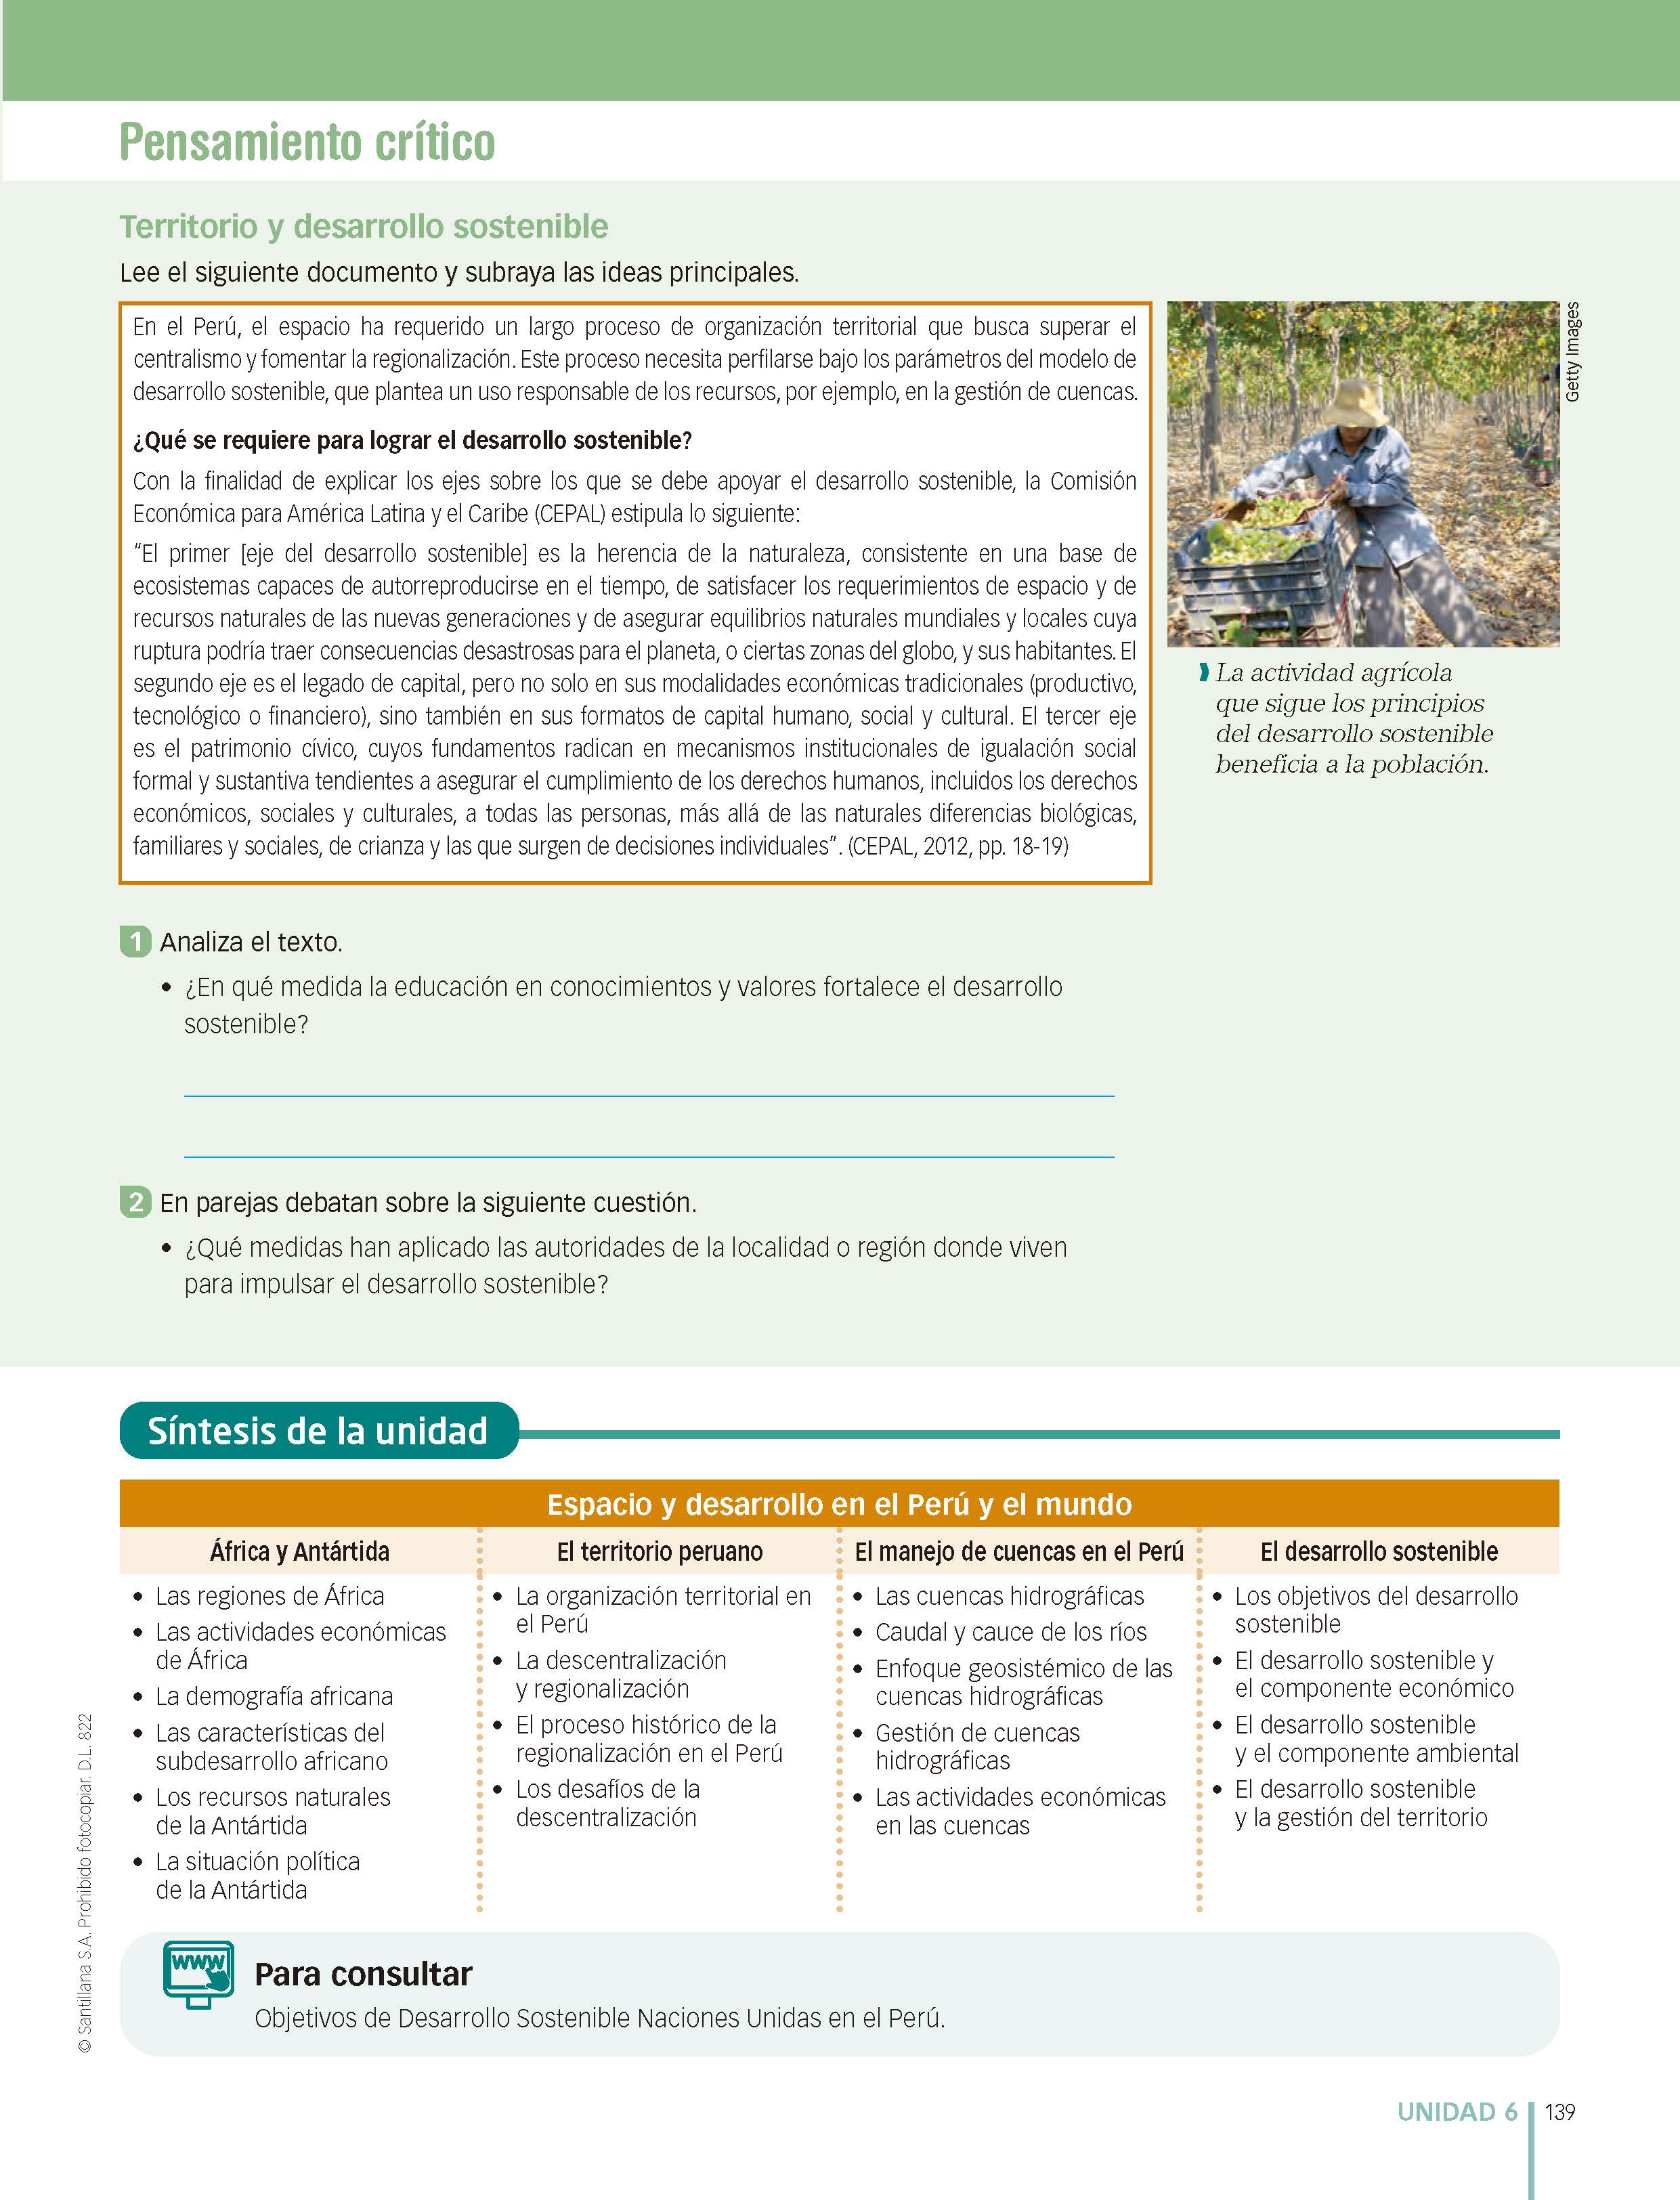 Pensamiento crítico
Territorio y desarrollo sostenible
Lee el siguiente documento y subraya las ideas principales.
En el Perú, el espacio ha requerido un largo proceso de organización territorial que busca superar el
centralismo y fomentar la regionalización. Este proceso necesita perfilarse bajo los parámetros del modelo de
desarrollo sostenible, que plantea un uso responsable de los recursos, por ejemplo, en la gestión de cuencas.
¿Qué se requiere para lograr el desarrollo sostenible?
Con la finalidad de explicar los ejes sobre los que se debe apoyar el desarrollo sostenible, la Comisión
Económica para América Latina y el Caribe (CEPAL) estipula lo siguiente:
“El primer [eje del desarrollo sostenible] es la herencia de la naturaleza, consistente en una base de
ecosistemas capaces de autorreproducirse en el tiempo, de satisfacer los requerimientos de espacio y de
recursos naturales de las nuevas generaciones y de asegurar equilibrios naturales mundiales y locales cuya
ruptura podría traer consecuencias desastrosas para el planeta, o ciertas zonas del globo, y sus habitantes. El
segundo eje es el legado de capital, pero no solo en sus modalidades económicas tradicionales (productivo,
tecnológico o financiero), sino también en sus formatos de capital humano, social y cultural. El tercer eje
es el patrimonio cívico, cuyos fundamentos radican en mecanismos institucionales de igualación social
formal y sustantiva tendientes a asegurar el cumplimiento de los derechos humanos, incluidos los derechos
económicos, sociales y culturales, a todas las personas, más allá de las naturales diferencias biológicas,
familiares y sociales, de crianza y las que surgen de decisiones individuales”. (CEPAL, 2012, pp. 18-19)
Getty Images
La actividad agrícola
que sigue los principios
del desarrollo sostenible
beneficia a la población.
1 Analiza el texto.
• ¿En qué medida la educación en conocimientos y valores fortalece el desarrollo
sostenible?
2 En parejas debatan sobre la siguiente cuestión.
• ¿Qué medidas han aplicado las autoridades de la localidad o región donde viven
para impulsar el desarrollo sostenible?
Síntesis de la unidad
Espacio y desarrollo en el Perú y el mundo
África y Antártida
• Las regiones de África
• Las actividades económicas
de África
• La demografía africana
• Las características del
subdesarrollo africano
• Los recursos naturales
de la Antártida
• La situación política
de la Antártida
El territorio peruano
• La organización territorial en
el Perú
• La descentralización
y regionalización
• El proceso histórico de la
regionalización en el Perú
• Los desafíos de la
descentralización
El manejo de cuencas en el Perú
• Las cuencas hidrográficas
• Caudal y cauce de los ríos
• Enfoque geosistémico de las
cuencas hidrográficas
• Gestión de cuencas
hidrográficas
• Las actividades económicas
en las cuencas
El desarrollo sostenible
• Los objetivos del desarrollo
sostenible
• El desarrollo sostenible y
el componente económico
• El desarrollo sostenible
y el componente ambiental
• El desarrollo sostenible
y la gestión del territorio
www
Para consultar
Objetivos de Desarrollo Sostenible Naciones Unidas en el Perú.
© Santillana S.A. Prohibido fotocopiar. D.L. 822
UNIDAD 6 139